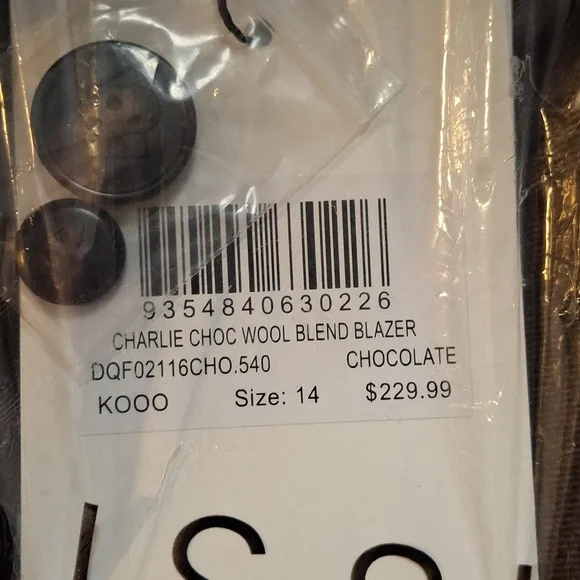 9354840630226
CHARLIE CHOC WOOL BLEND BLAZER
DQF02116CHO.540 CHOCOLATE
KOOO Size: 14 $229.99